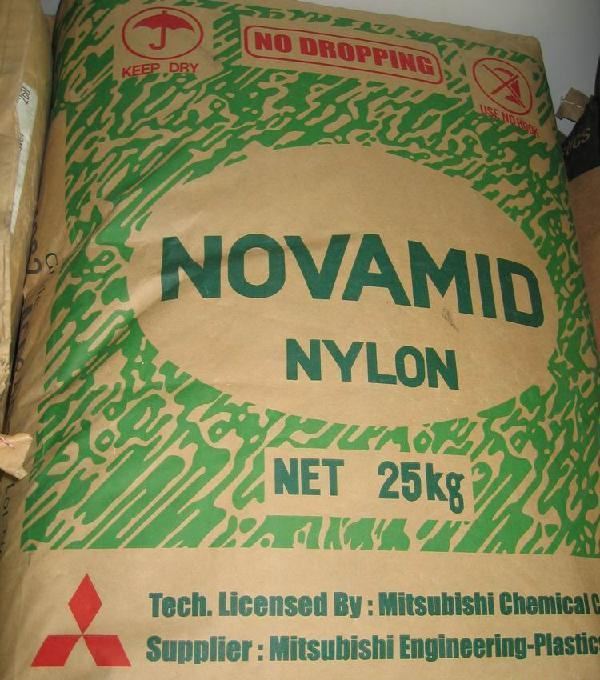 KEEP DRY
NO DROPPING
USE NO HOOK
NOVAMID
NYLON
NET 25kg
Tech. Licensed By : Mitsubishi Chemical C
Supplier : Mitsubishi Engineering-Plastics